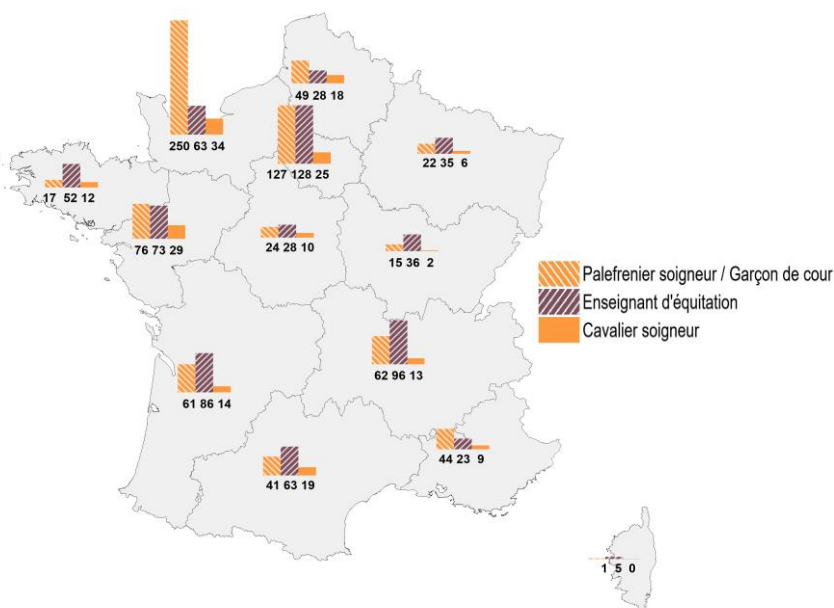 49 28 18
250 63 34
127 128 25
22 35 6
17 52 12
76 73 29
24 28 10
15 36 2
Palefrenier soigneur / Garçon de cour
Enseignant d'équitation
Cavalier soigneur
62 96 13
61 86 14
44 23 9
41 63 19
1 5 0